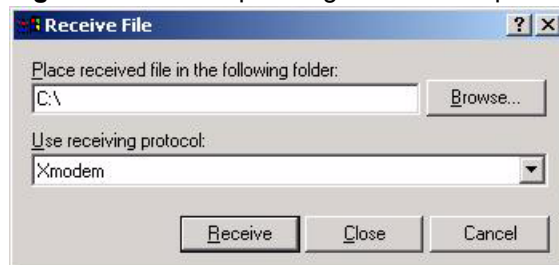 Receive File
Place received file in the following folder:
C:\
Browse...
Use receiving protocol:
Xmodem
Receive Close Cancel